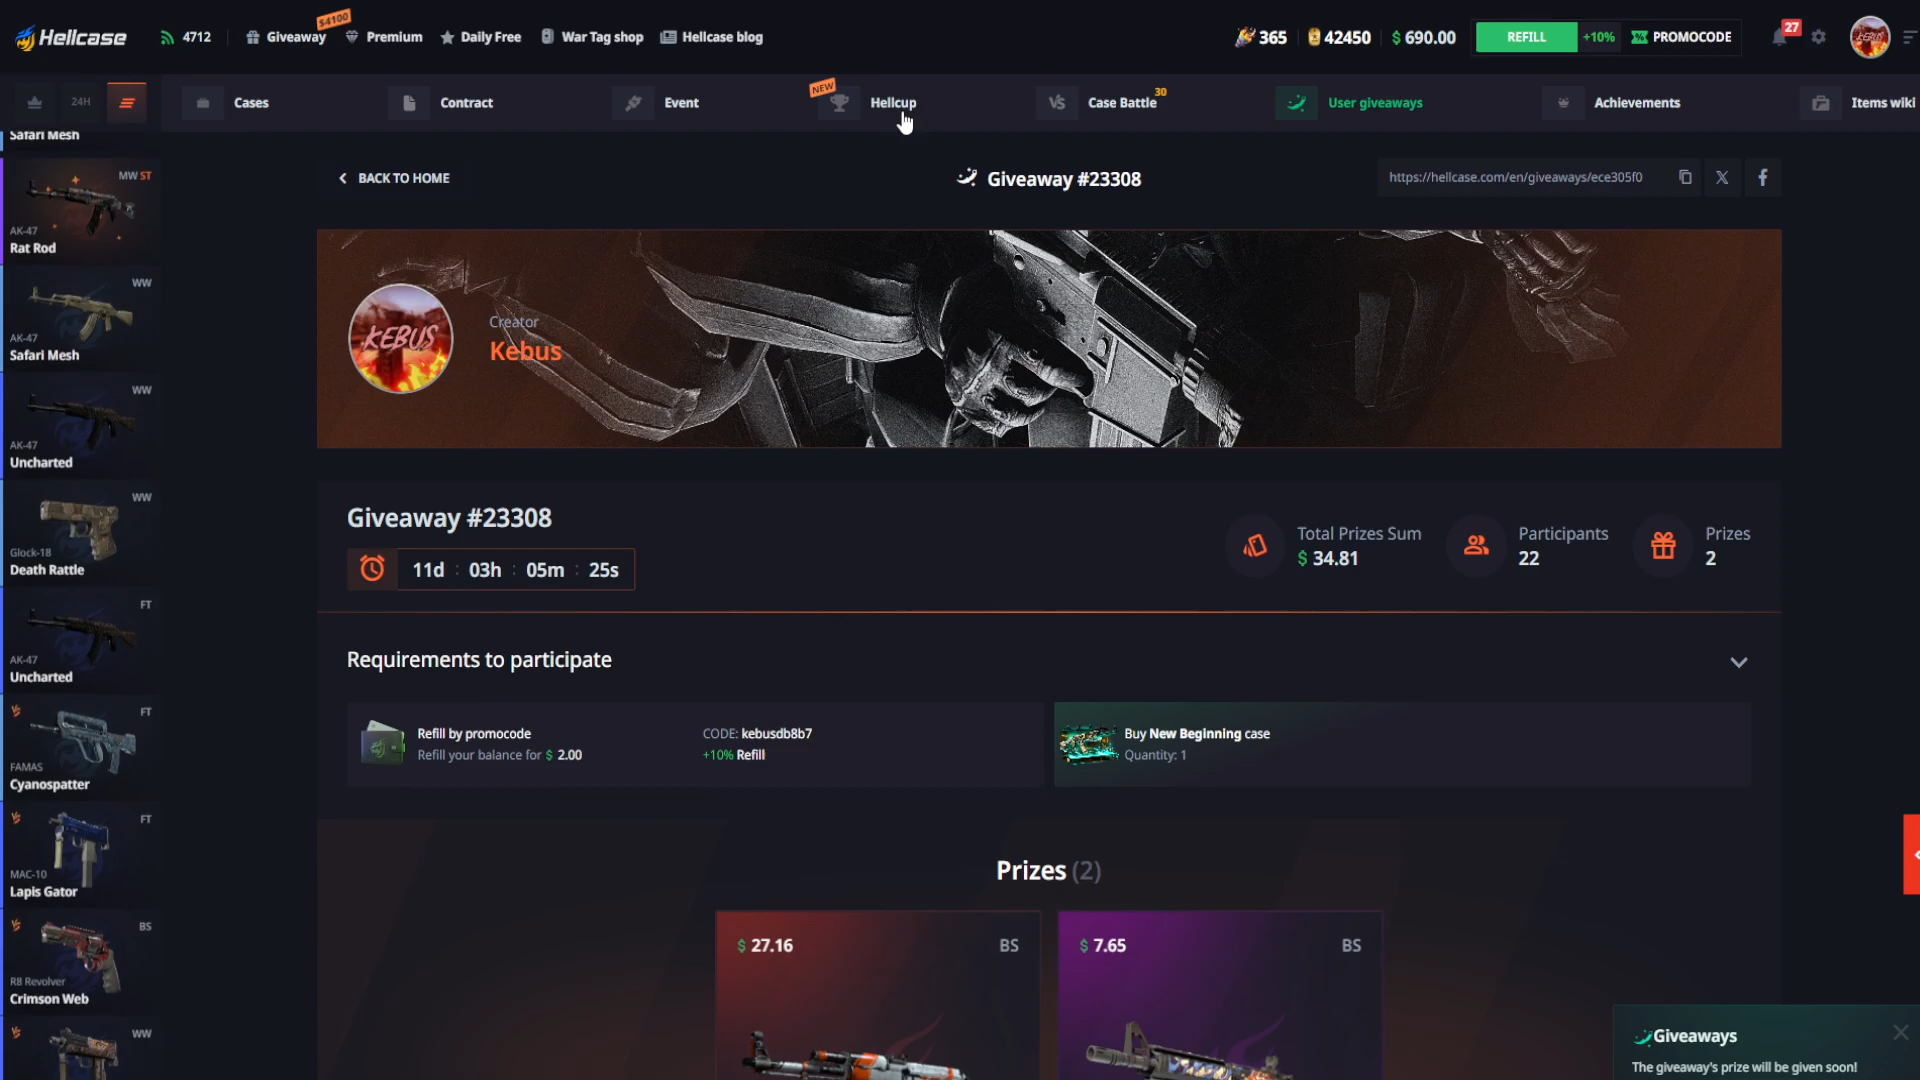 Hellcase
4712
Giveaway
$4100
Premium
Daily Free
War Tag shop
Hellcase blog
365
42450
$ 690.00
REFILL
+10%
PROMOCODE
27
KEBUS
24H
Cases
Contract
Event
NEW
Hellcup
VS
Case Battle
30
User giveaways
Achievements
Items wiki
Safari Mesh
MW ST
AK-47
Rat Rod
WW
AK-47
Safari Mesh
WW
AK-47
Uncharted
WW
Glock-18
Death Rattle
FT
AK-47
Uncharted
VS
FT
FAMAS
Cyanospatter
VS
FT
MAC-10
Lapis Gator
VS
BS
R8 Revolver
Crimson Web
VS
WW
BACK TO HOME
Giveaway #23308
https://hellcase.com/en/giveaways/ece305f0
KEBUS
Creator
Kebus
Giveaway #23308
11d : 03h : 05m : 25s
Total Prizes Sum
$ 34.81
Participants
22
Prizes
2
Requirements to participate
Refill by promocode
Refill your balance for $ 2.00
CODE: kebusdb8b7
+10% Refill
Buy New Beginning case
Quantity: 1
Prizes (2)
$ 27.16
BS
$ 7.65
BS
Giveaways
The giveaway's prize will be given soon!